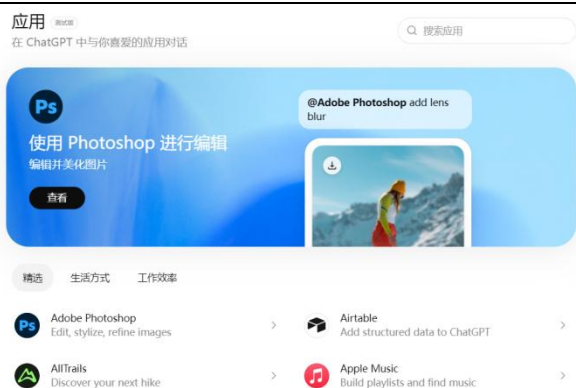 应用 测试版
在 ChatGPT 中与你喜爱的应用对话
搜索应用
Ps
使用 Photoshop 进行编辑
编辑并美化图片
查看
@Adobe Photoshop add lens
blur
精选 生活方式 工作效率
Ps
Adobe Photoshop
Edit, stylize, refine images
Airtable
Add structured data to ChatGPT
AllTrails
Discover your next hike
Apple Music
Build playlists and find music